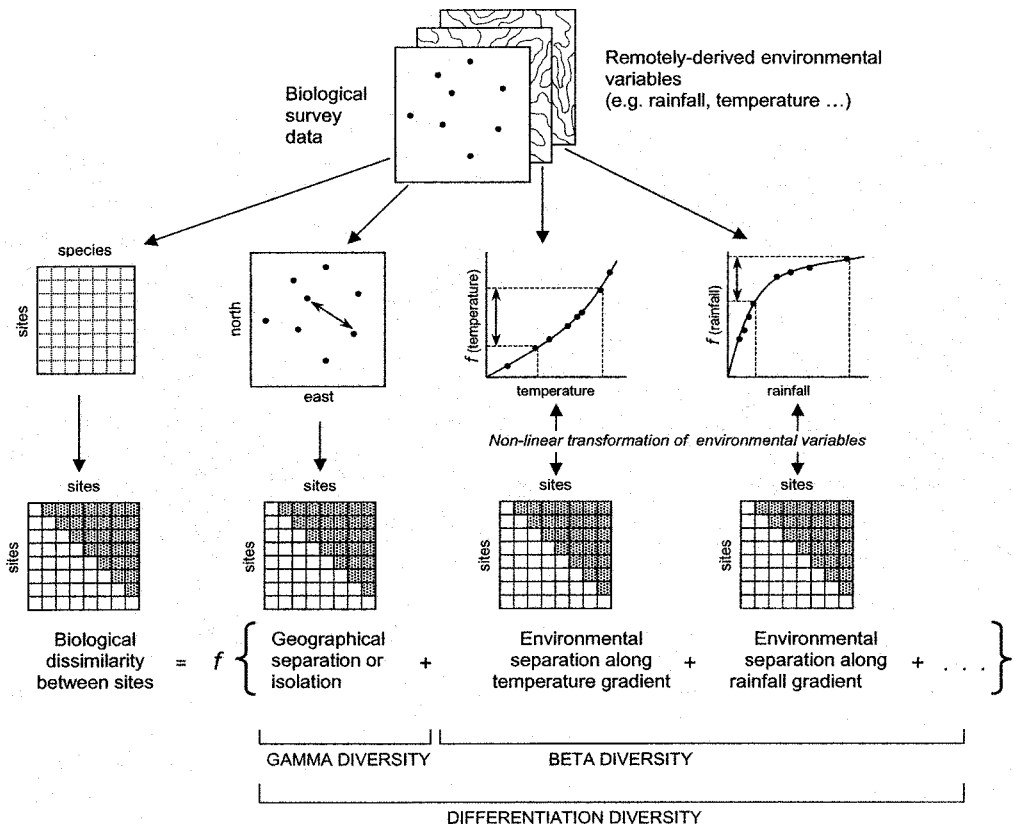 Remotely-derived environmental
variables
(e.g. rainfall, temperature ...)
Biological
survey
data
species
sites
north
east
f (temperature)
temperature
f (rainfall)
rainfall
Non-linear transformation of environmental variables
sites
sites
sites
sites
sites
sites
sites
sites
Biological
dissimilarity
between sites
=
f {
Geographical
separation or
isolation
+
Environmental
separation along
temperature gradient
+
Environmental
separation along
rainfall gradient
+ . . . . }
GAMMA DIVERSITY
BETA DIVERSITY
DIFFERENTIATION DIVERSITY